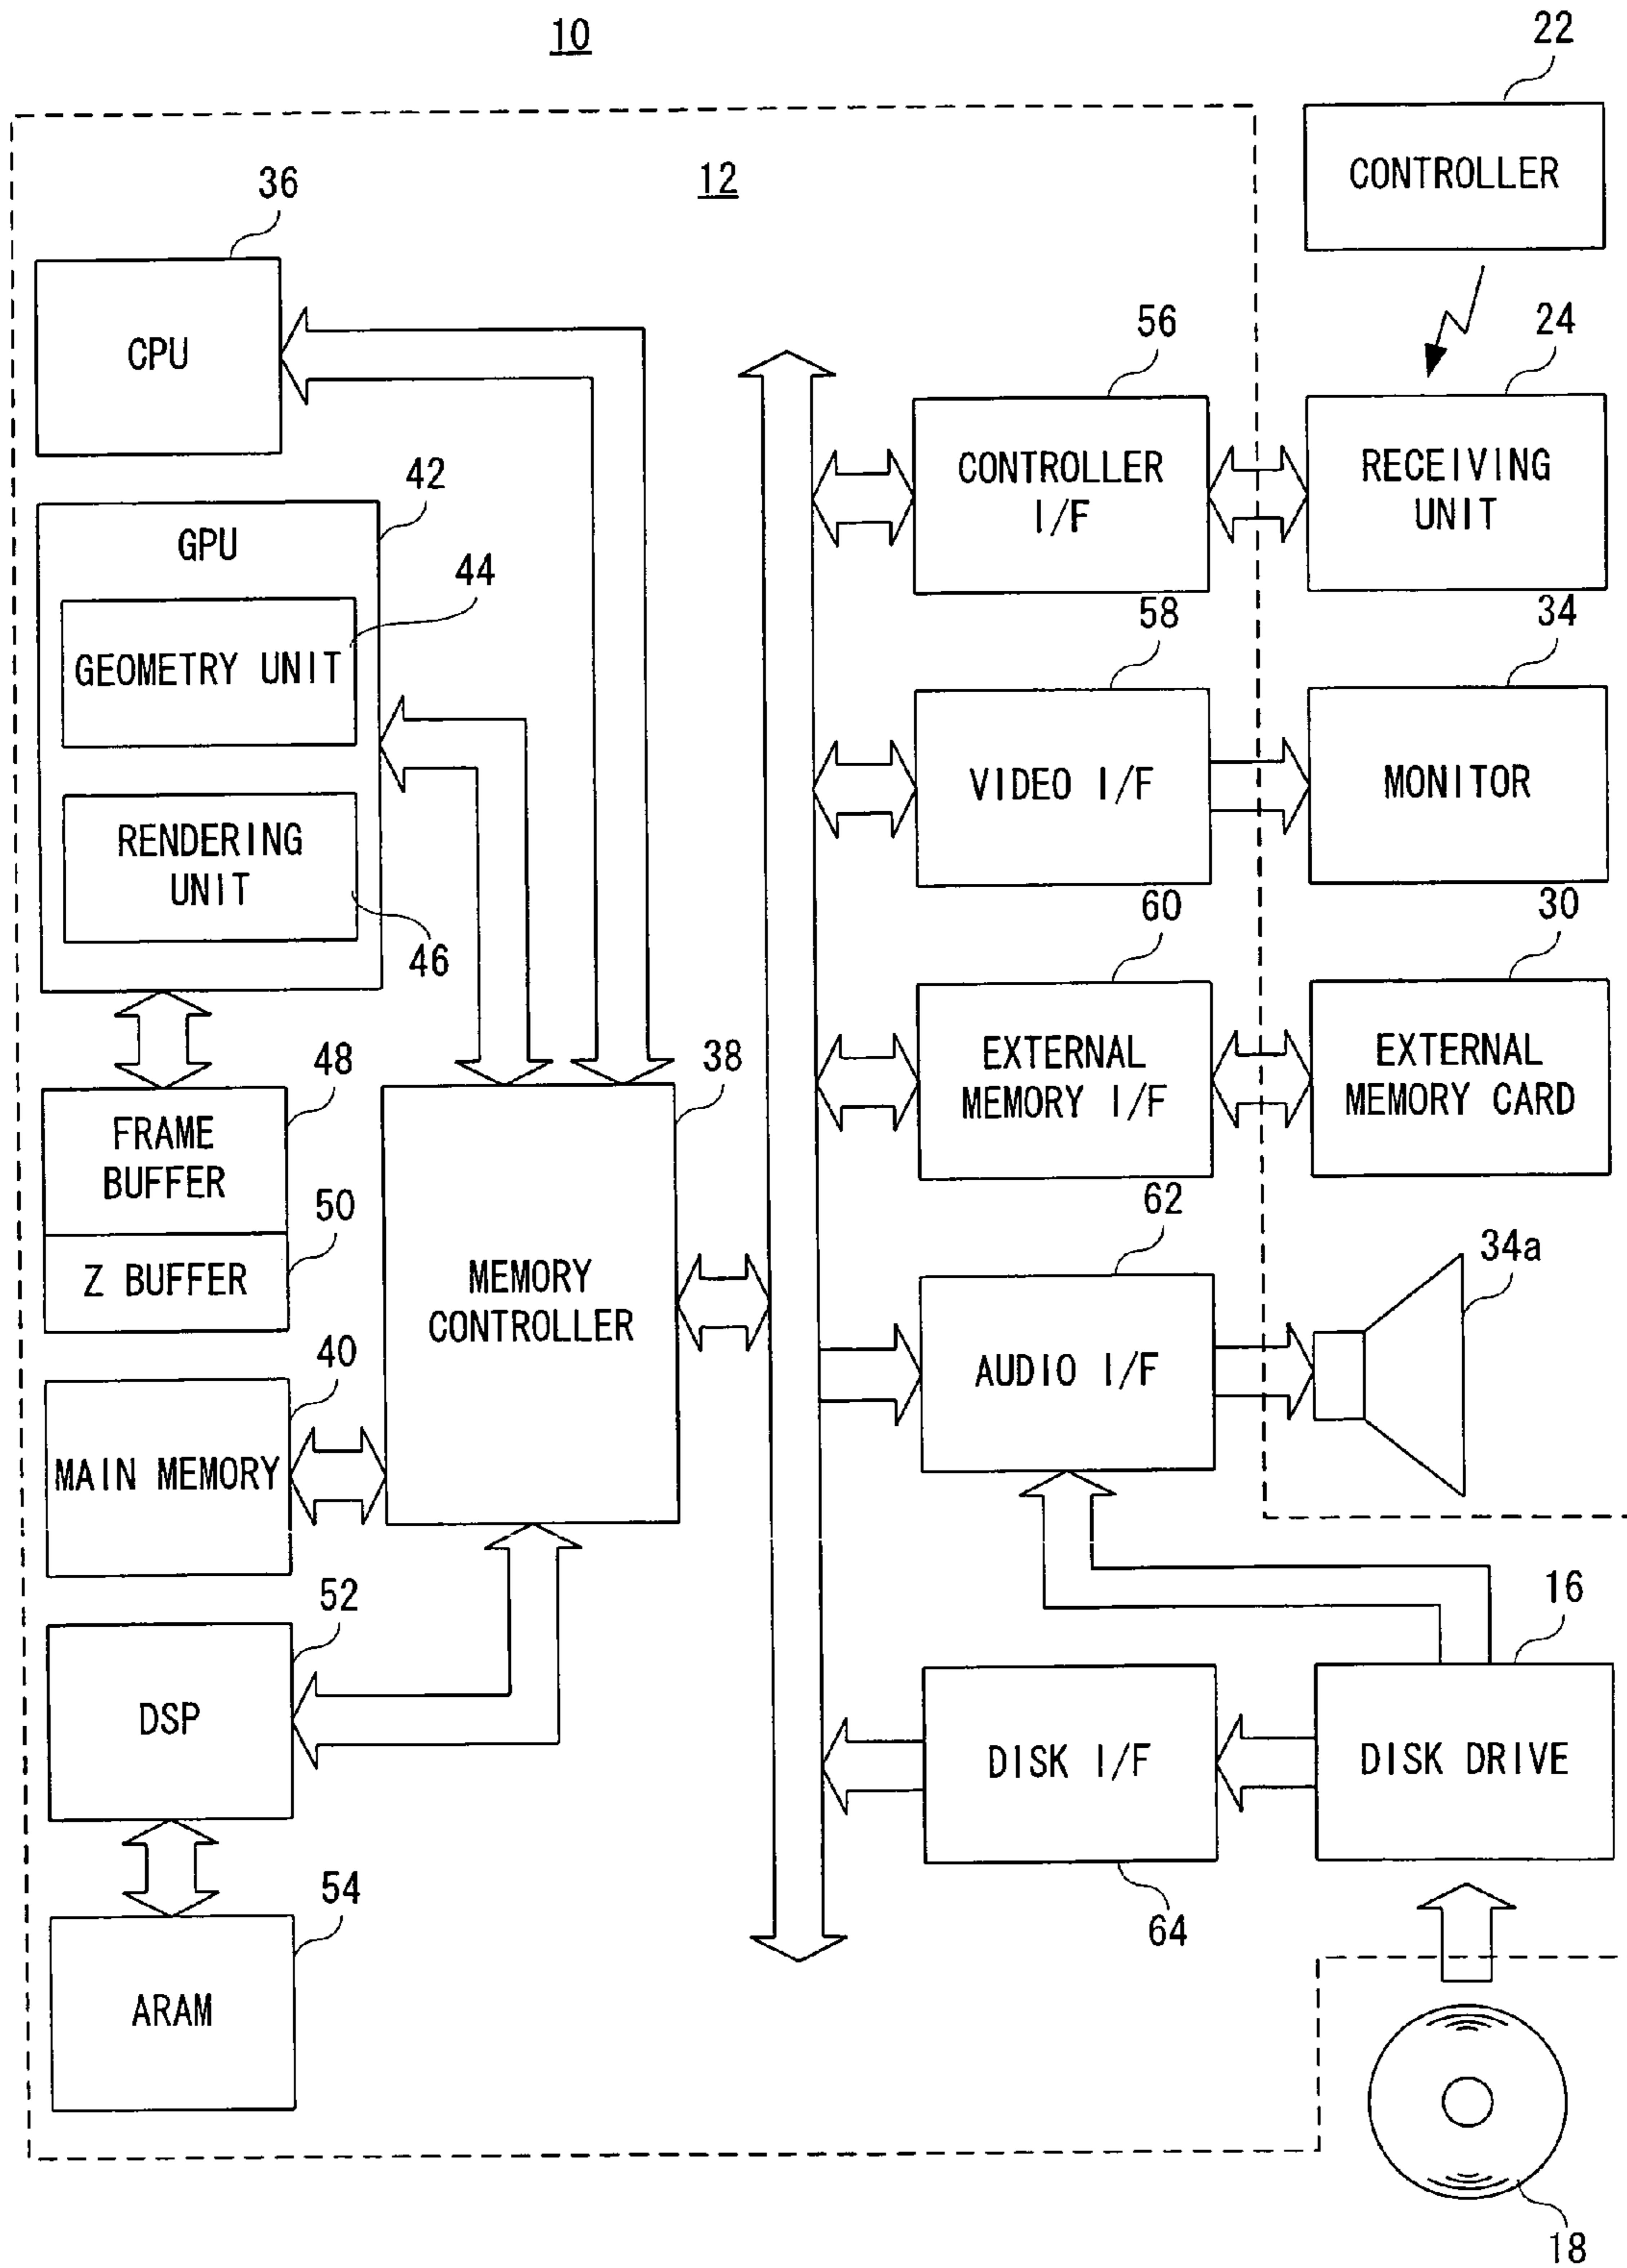 10
22
CONTROLLER
12
36
CPU
56
24
CONTROLLER
I/F
RECEIVING
UNIT
42
GPU
44
GEOMETRY UNIT
58
34
VIDEO I/F
MONITOR
RENDERING
UNIT
46
60
30
EXTERNAL
MEMORY I/F
EXTERNAL
MEMORY CARD
48
38
FRAME
BUFFER
50
Z BUFFER
MEMORY
CONTROLLER
62
34a
AUDIO I/F
40
MAIN MEMORY
52
DSP
16
DISK I/F
DISK DRIVE
64
54
ARAM
18